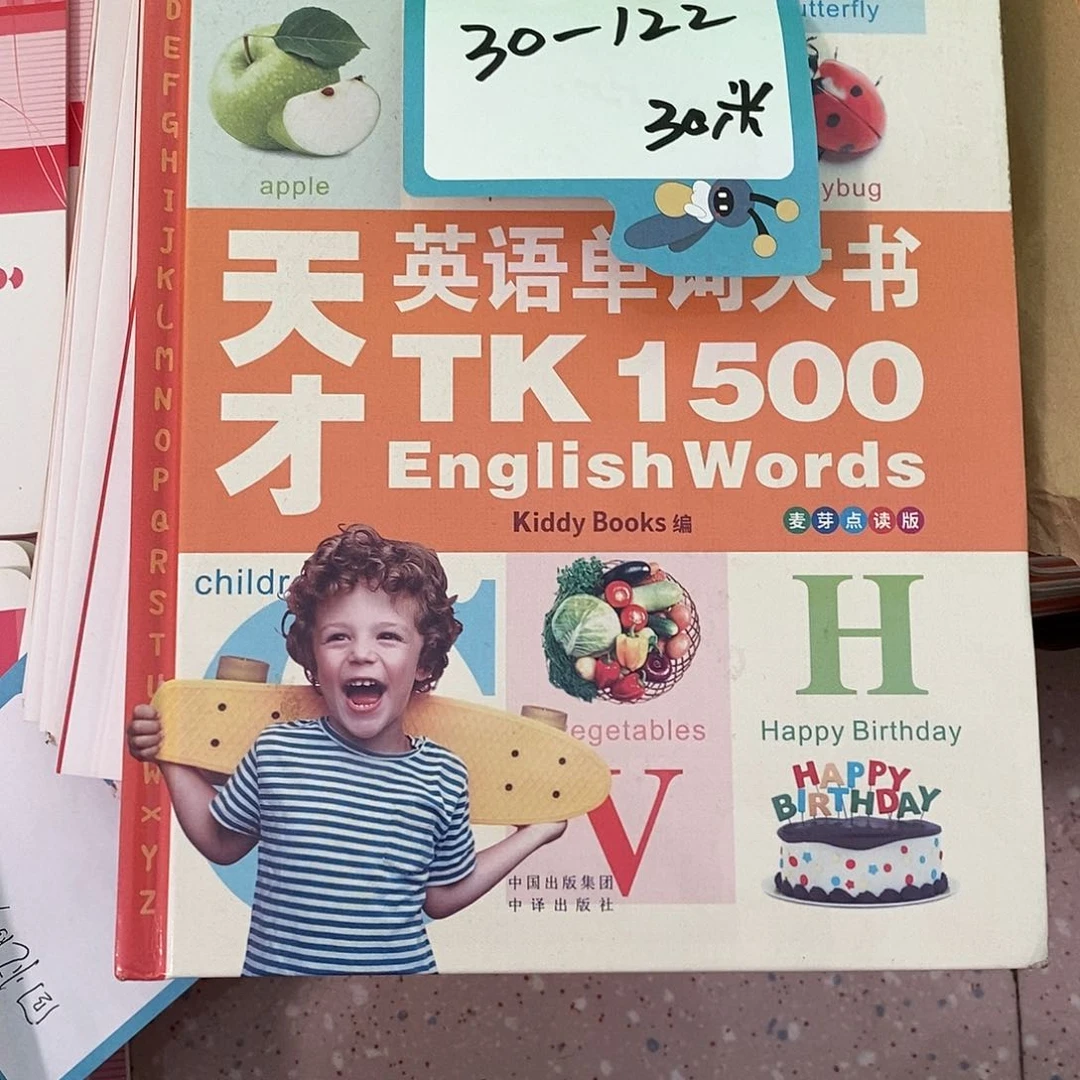 30-122
30米
utterfly
apple
ybug
天才
英语单词大书
TK 1500
English Words
Kiddy Books 编
麦芽点读版
childr
egetables
H
Happy Birthday
HAPPY
BIRTHDAY
V
中国出版集团
中译出版社
D
E
F
G
H
I
J
K
L
M
N
O
P
Q
R
S
T
U
W
X
Y
Z